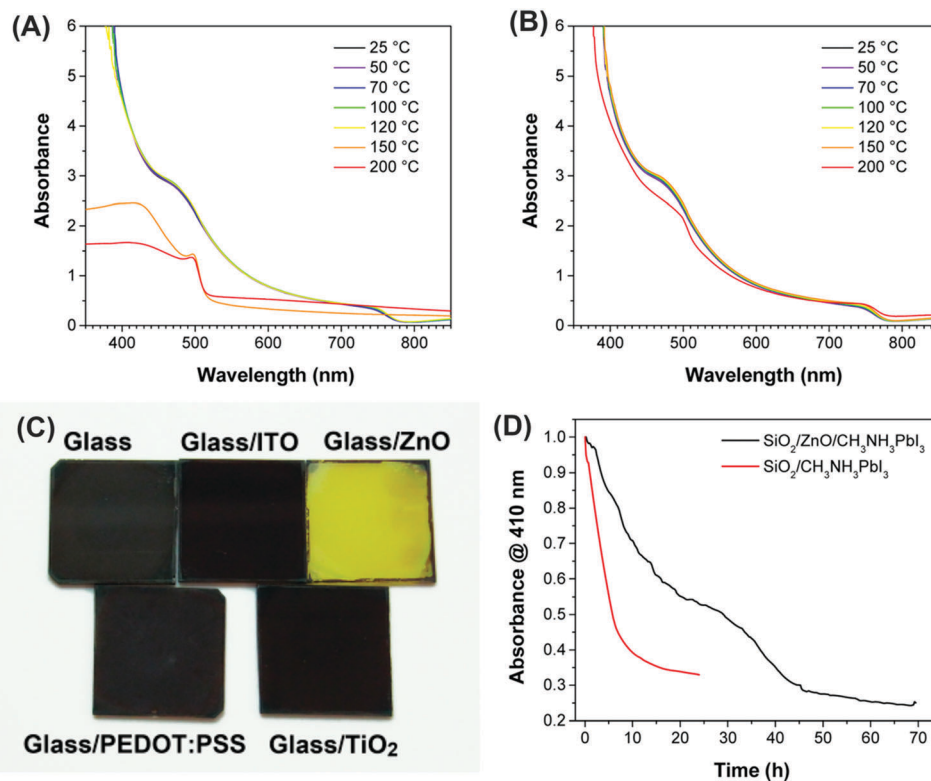 (A)
6
5
4
3
2
1
0
Absorbance
25 °C
50 °C
70 °C
100 °C
120 °C
150 °C
200 °C
400 500 600 700 800
Wavelength (nm)
(B)
6
5
4
3
2
1
0
Absorbance
25 °C
50 °C
70 °C
100 °C
120 °C
150 °C
200 °C
400 500 600 700 800
Wavelength (nm)
(C)
Glass Glass/ITO Glass/ZnO
Glass/PEDOT:PSS Glass/TiO₂
(D)
1.0
0.9
0.8
0.7
0.6
0.5
0.4
0.3
0.2
Absorbance @ 410 nm
SiO₂/ZnO/CH₃NH₃PbI₃
SiO₂/CH₃NH₃PbI₃
0 10 20 30 40 50 60 70
Time (h)